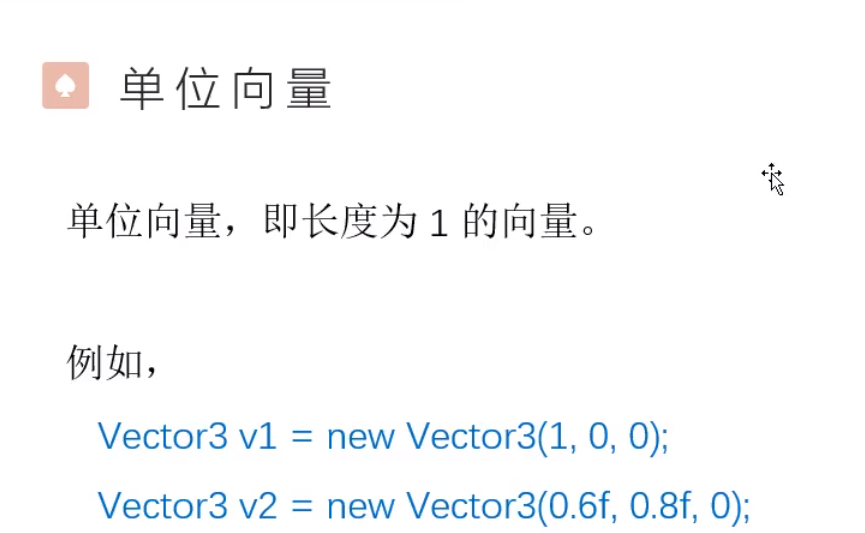 单位向量
单位向量，即长度为 1 的向量。
例如，
Vector3 v1 = new Vector3(1, 0, 0);
Vector3 v2 = new Vector3(0.6f, 0.8f, 0);